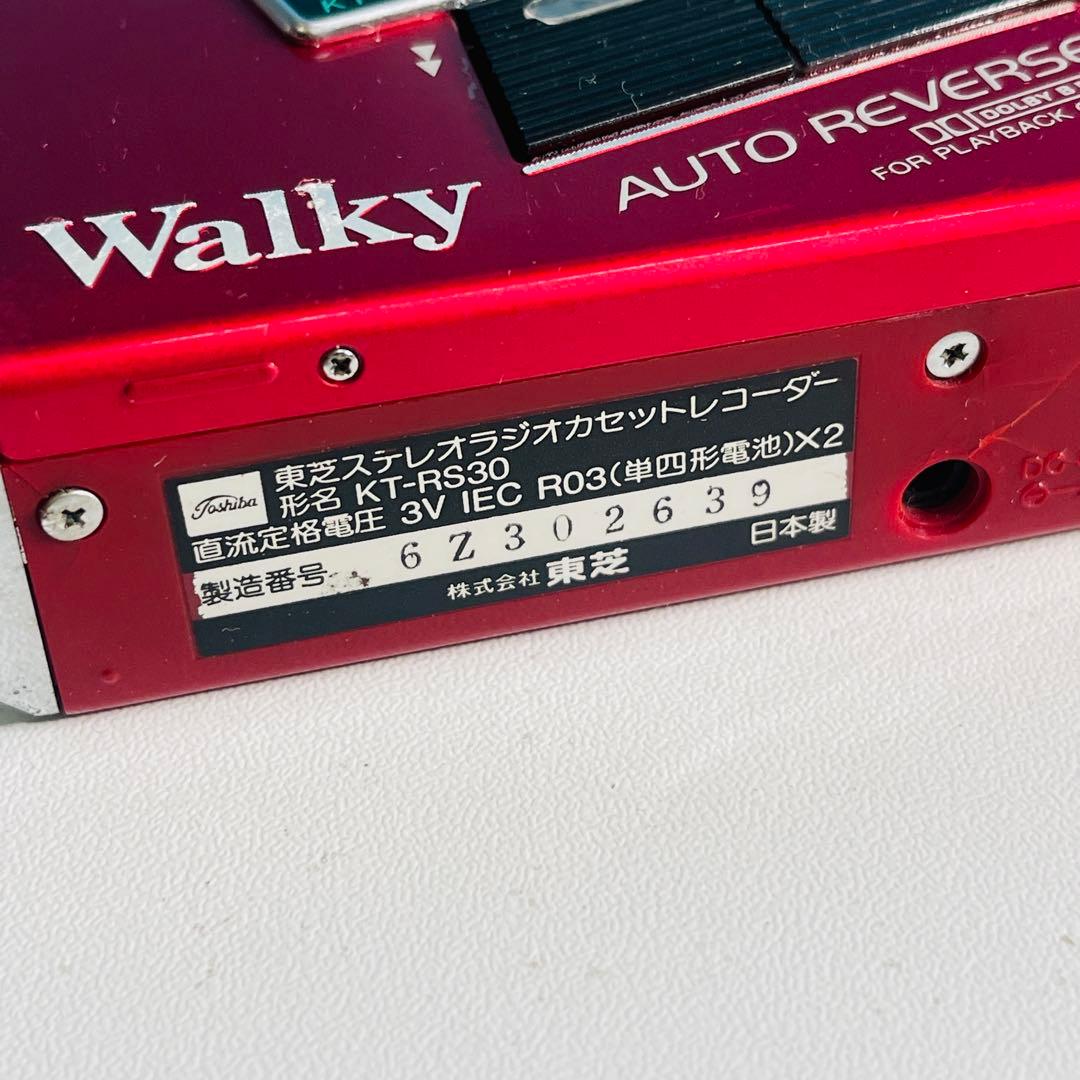 KT
Walky
AUTO REVERSE
DOLBY B
FOR PLAYBACK
Toshiba
東芝ステレオラジオカセットレコーダー
形名 KT-RS30
直流定格電圧 3V IEC R03(単四形電池)X2
製造番号 6Z302639
株式会社 東芝 日本製
DC